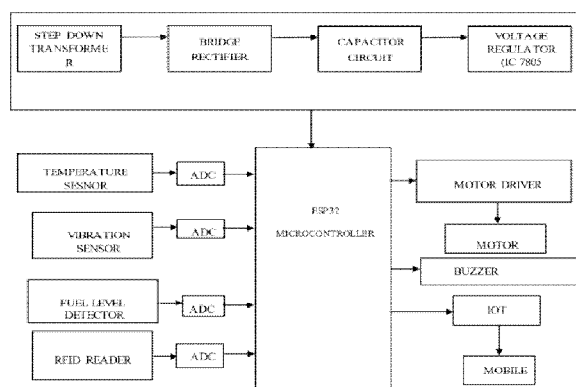 STEP DOWN
TRANSFORME
R
BRIDGE
RECTIFIER
CAPACITOR
CIRCUIT
VOLTAGE
REGULATOR
(IC 7805
TEMPERATURE
SESNOR
ADC
VIBRATION
SENSOR
ADC
FUEL LEVEL
DETECTOR
ADC
RFID READER
ADC
ESP32
MICROCONTROLLER
MOTOR DRIVER
MOTOR
BUZZER
IOT
MOBILE